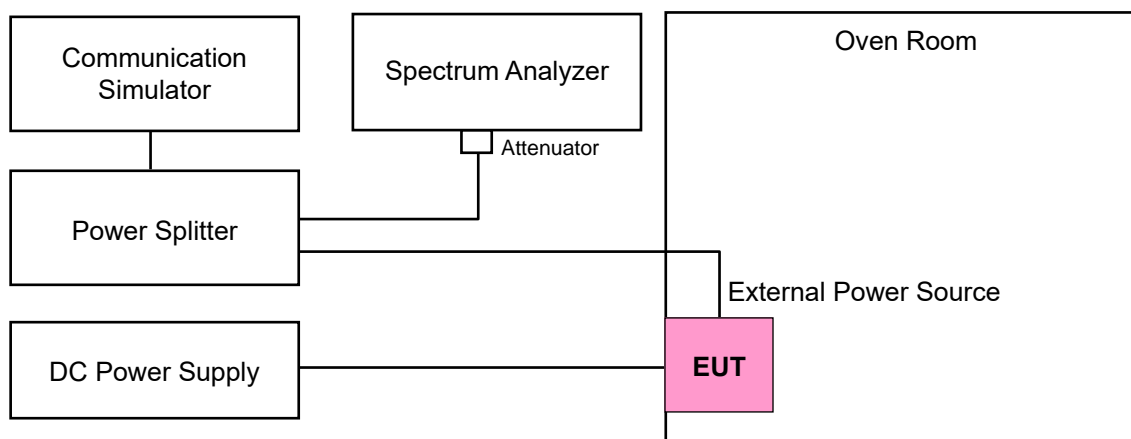 Communication
Simulator
Spectrum Analyzer
Oven Room
Attenuator
Power Splitter
External Power Source
DC Power Supply
EUT